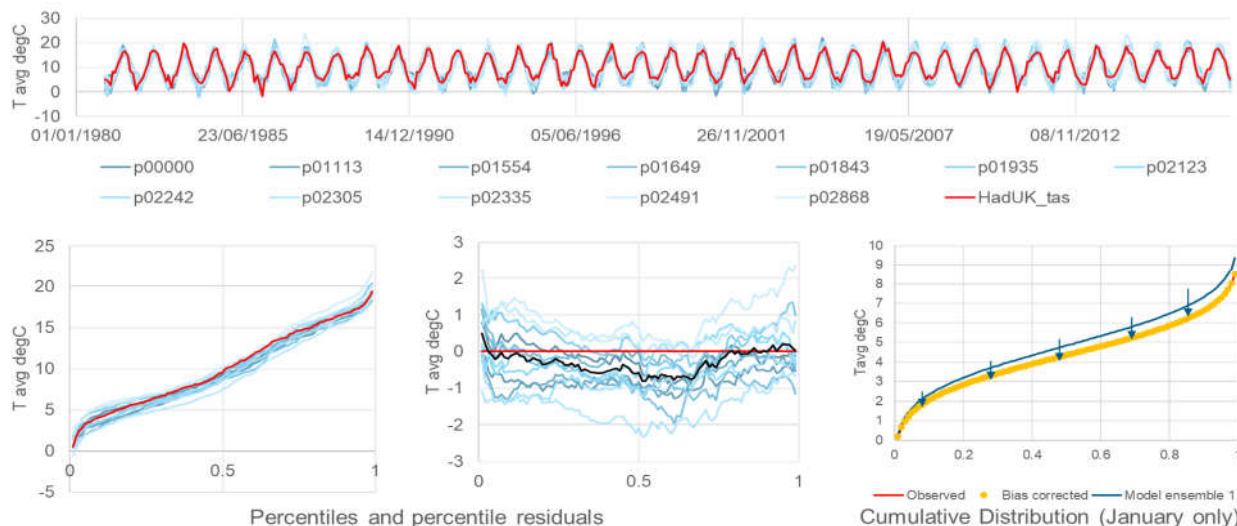 T avg degC
30
20
10
0
-10
01/01/1980 23/06/1985 14/12/1990 05/06/1996 26/11/2001 19/05/2007 08/11/2012
p00000 p01113 p01554 p01649 p01843 p01935 p02123
p02242 p02305 p02335 p02491 p02868 HadUK_tas
T avg degC
25
20
15
10
5
0
-5
0 0.5 1
T avg degC
3
2
1
0
-1
-2
-3
0 0.5 1
Percentiles and percentile residuals
Tavg degC
10
9
8
7
6
5
4
3
2
1
0
0 0.2 0.4 0.6 0.8 1
Observed Bias corrected Model ensemble 1
Cumulative Distribution (January only)